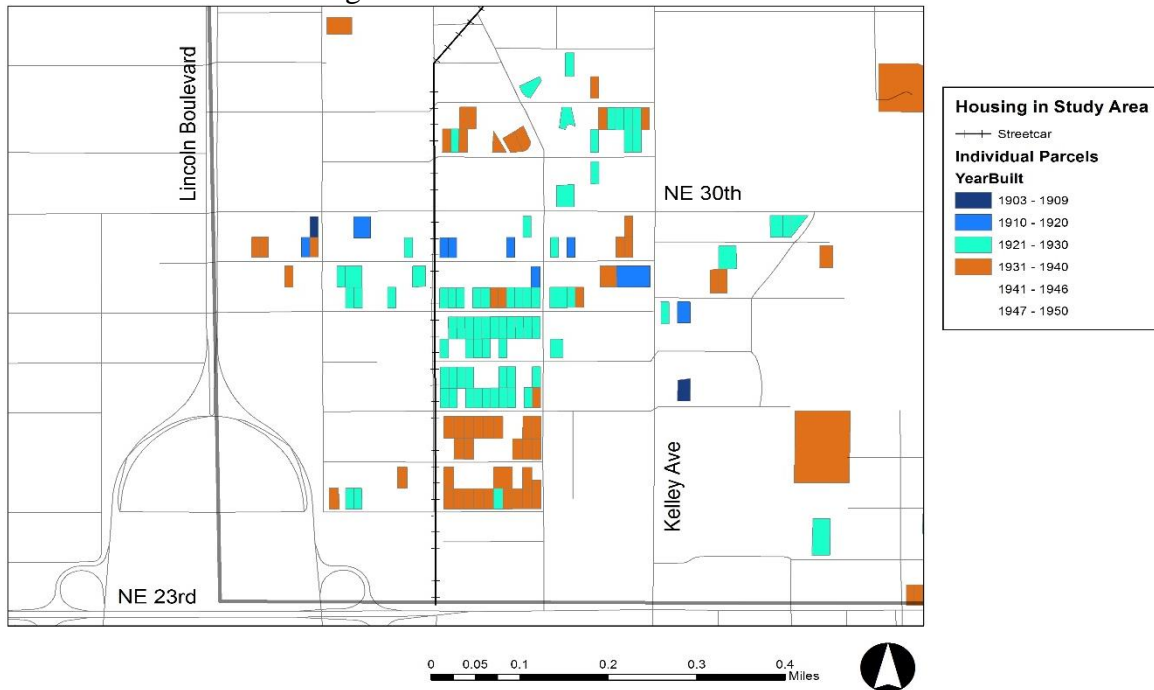 Lincoln Boulevard
NE 30th
Kelley Ave
NE 23rd
Housing in Study Area
Streetcar
Individual Parcels
YearBuilt
1903 - 1909
1910 - 1920
1921 - 1930
1931 - 1940
1941 - 1946
1947 - 1950
0 0.05 0.1 0.2 0.3 0.4
Miles